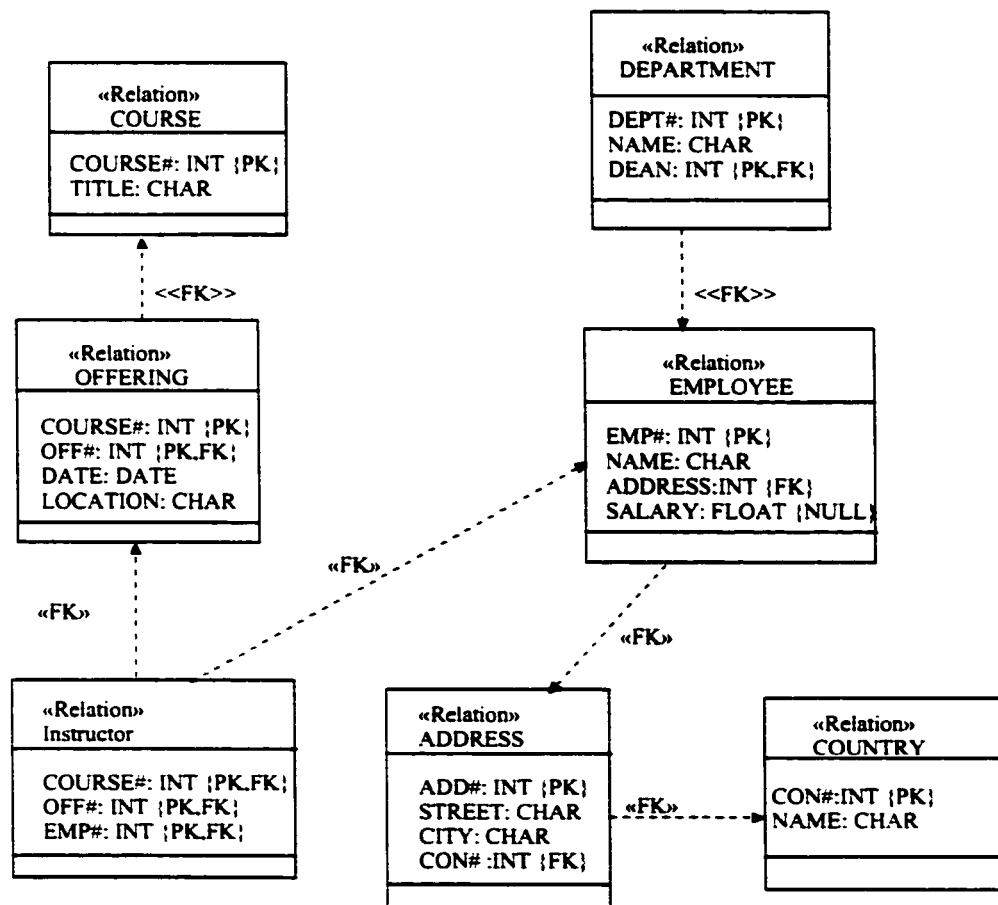 «Relation»
COURSE
COURSE#: INT {PK}
TITLE: CHAR
«Relation»
DEPARTMENT
DEPT#: INT {PK}
NAME: CHAR
DEAN: INT {PK,FK}
<<FK>>
<<FK>>
«Relation»
OFFERING
COURSE#: INT {PK}
OFF#: INT {PK,FK}
DATE: DATE
LOCATION: CHAR
«Relation»
EMPLOYEE
EMP#: INT {PK}
NAME: CHAR
ADDRESS:INT {FK}
SALARY: FLOAT {NULL}
«FK»
«FK»
«FK»
«Relation»
Instructor
COURSE#: INT {PK,FK}
OFF#: INT {PK,FK}
EMP#: INT {PK,FK}
«Relation»
ADDRESS
ADD#: INT {PK}
STREET: CHAR
CITY: CHAR
CON# :INT {FK}
«FK»
«Relation»
COUNTRY
CON#:INT {PK}
NAME: CHAR